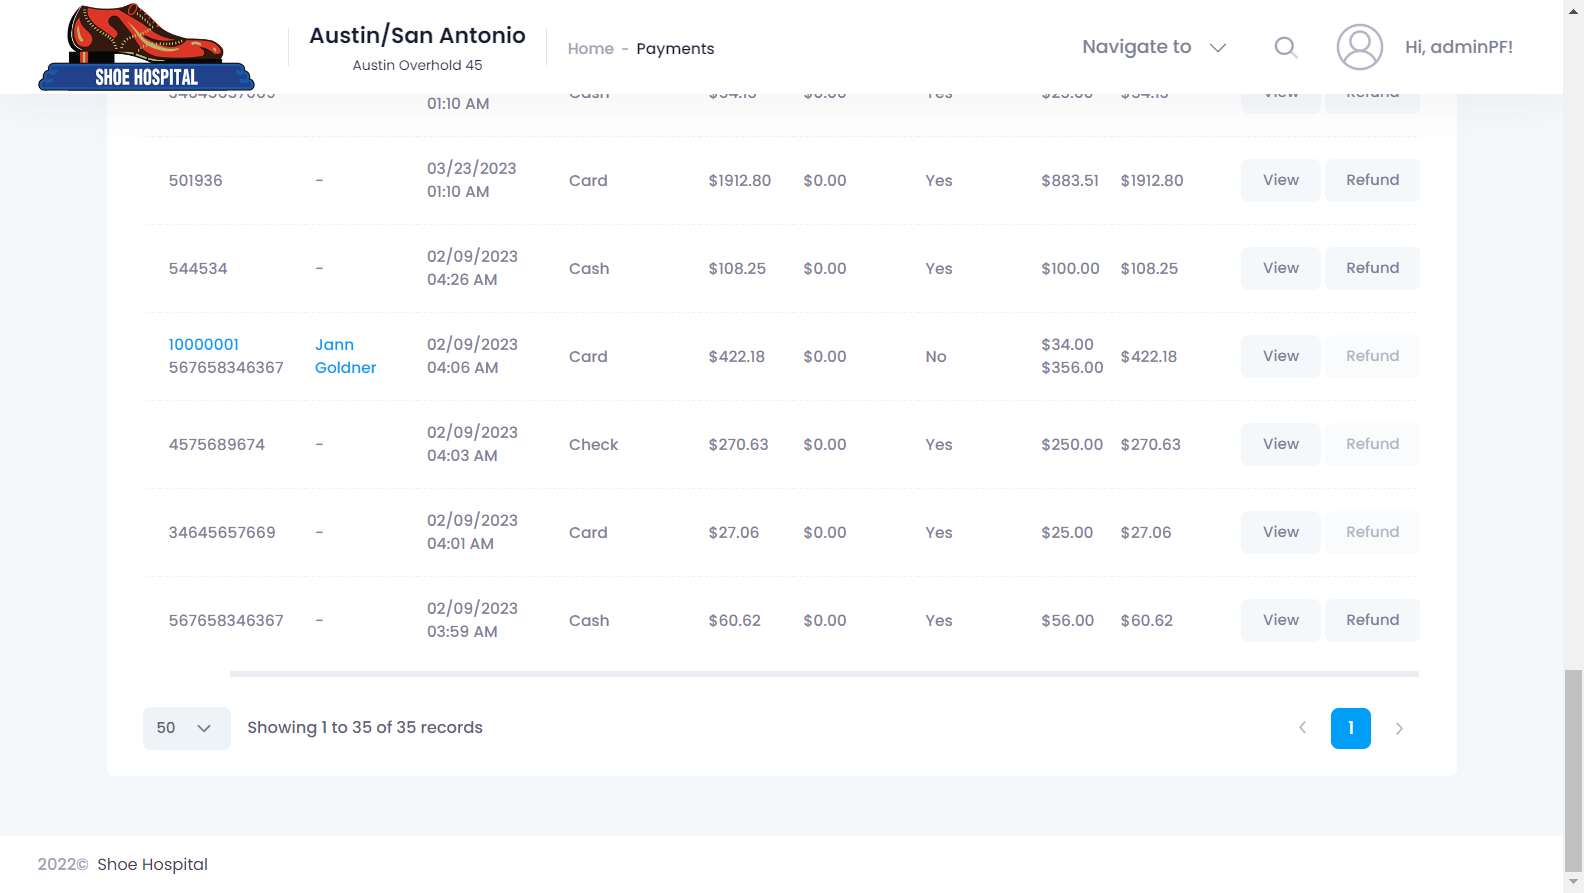 SHOE HOSPITAL
Austin/San Antonio
Austin Overhold 45
Home - Payments
Navigate to
Hi, adminPF!
01:10 AM
501936 - 03/23/2023 01:10 AM Card $1912.80 $0.00 Yes $883.51 $1912.80 View Refund
544534 - 02/09/2023 04:26 AM Cash $108.25 $0.00 Yes $100.00 $108.25 View Refund
10000001 567658346367 Jann Goldner 02/09/2023 04:06 AM Card $422.18 $0.00 No $34.00 $356.00 $422.18 View Refund
4575689674 - 02/09/2023 04:03 AM Check $270.63 $0.00 Yes $250.00 $270.63 View Refund
34645657669 - 02/09/2023 04:01 AM Card $27.06 $0.00 Yes $25.00 $27.06 View Refund
567658346367 - 02/09/2023 03:59 AM Cash $60.62 $0.00 Yes $56.00 $60.62 View Refund
50 Showing 1 to 35 of 35 records
1
2022© Shoe Hospital